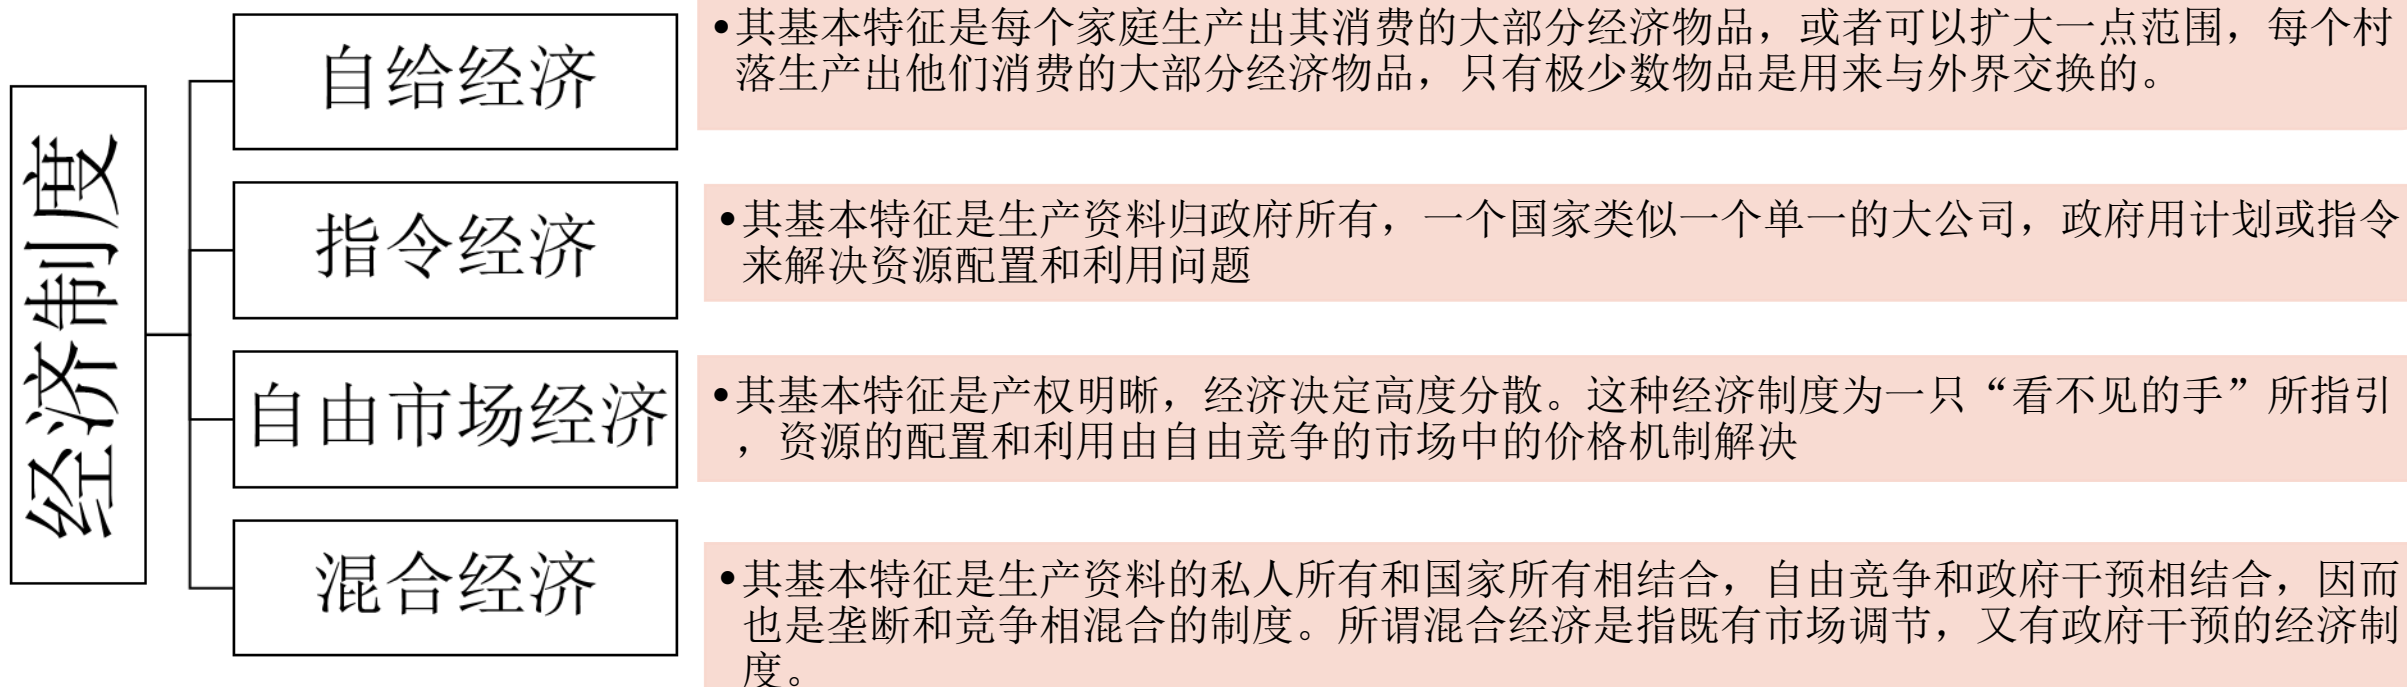 经济制度
自给经济
•其基本特征是每个家庭生产出其消费的大部分经济物品，或者可以扩大一点范围，每个村
落生产出他们消费的大部分经济物品，只有极少数物品是用来与外界交换的。
指令经济
•其基本特征是生产资料归政府所有，一个国家类似一个单一的大公司，政府用计划或指令
来解决资源配置和利用问题
自由市场经济
•其基本特征是产权明晰，经济决定高度分散。这种经济制度为一只“看不见的手”所指引
，资源的配置和利用由自由竞争的市场中的价格机制解决
混合经济
•其基本特征是生产资料的私人所有和国家所有相结合，自由竞争和政府干预相结合，因而
也是垄断和竞争相混合的制度。所谓混合经济是指既有市场调节，又有政府干预的经济制
度。